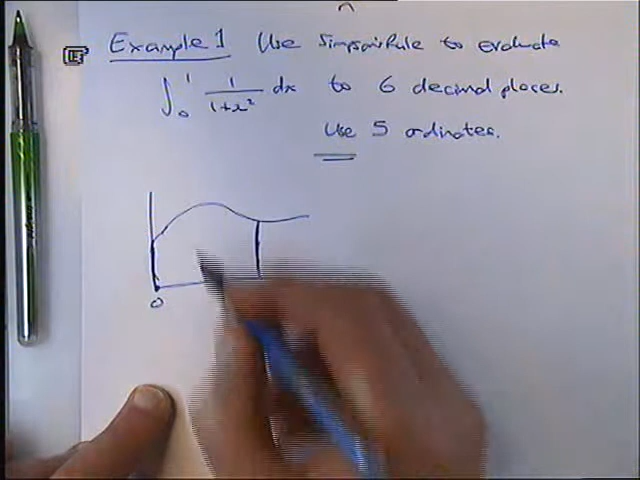 Example 1 Use Simpson's Rule to evaluate
∫₀¹ 1/(1+x²) dx to 6 decimal places.
Use 5 ordinates.
0